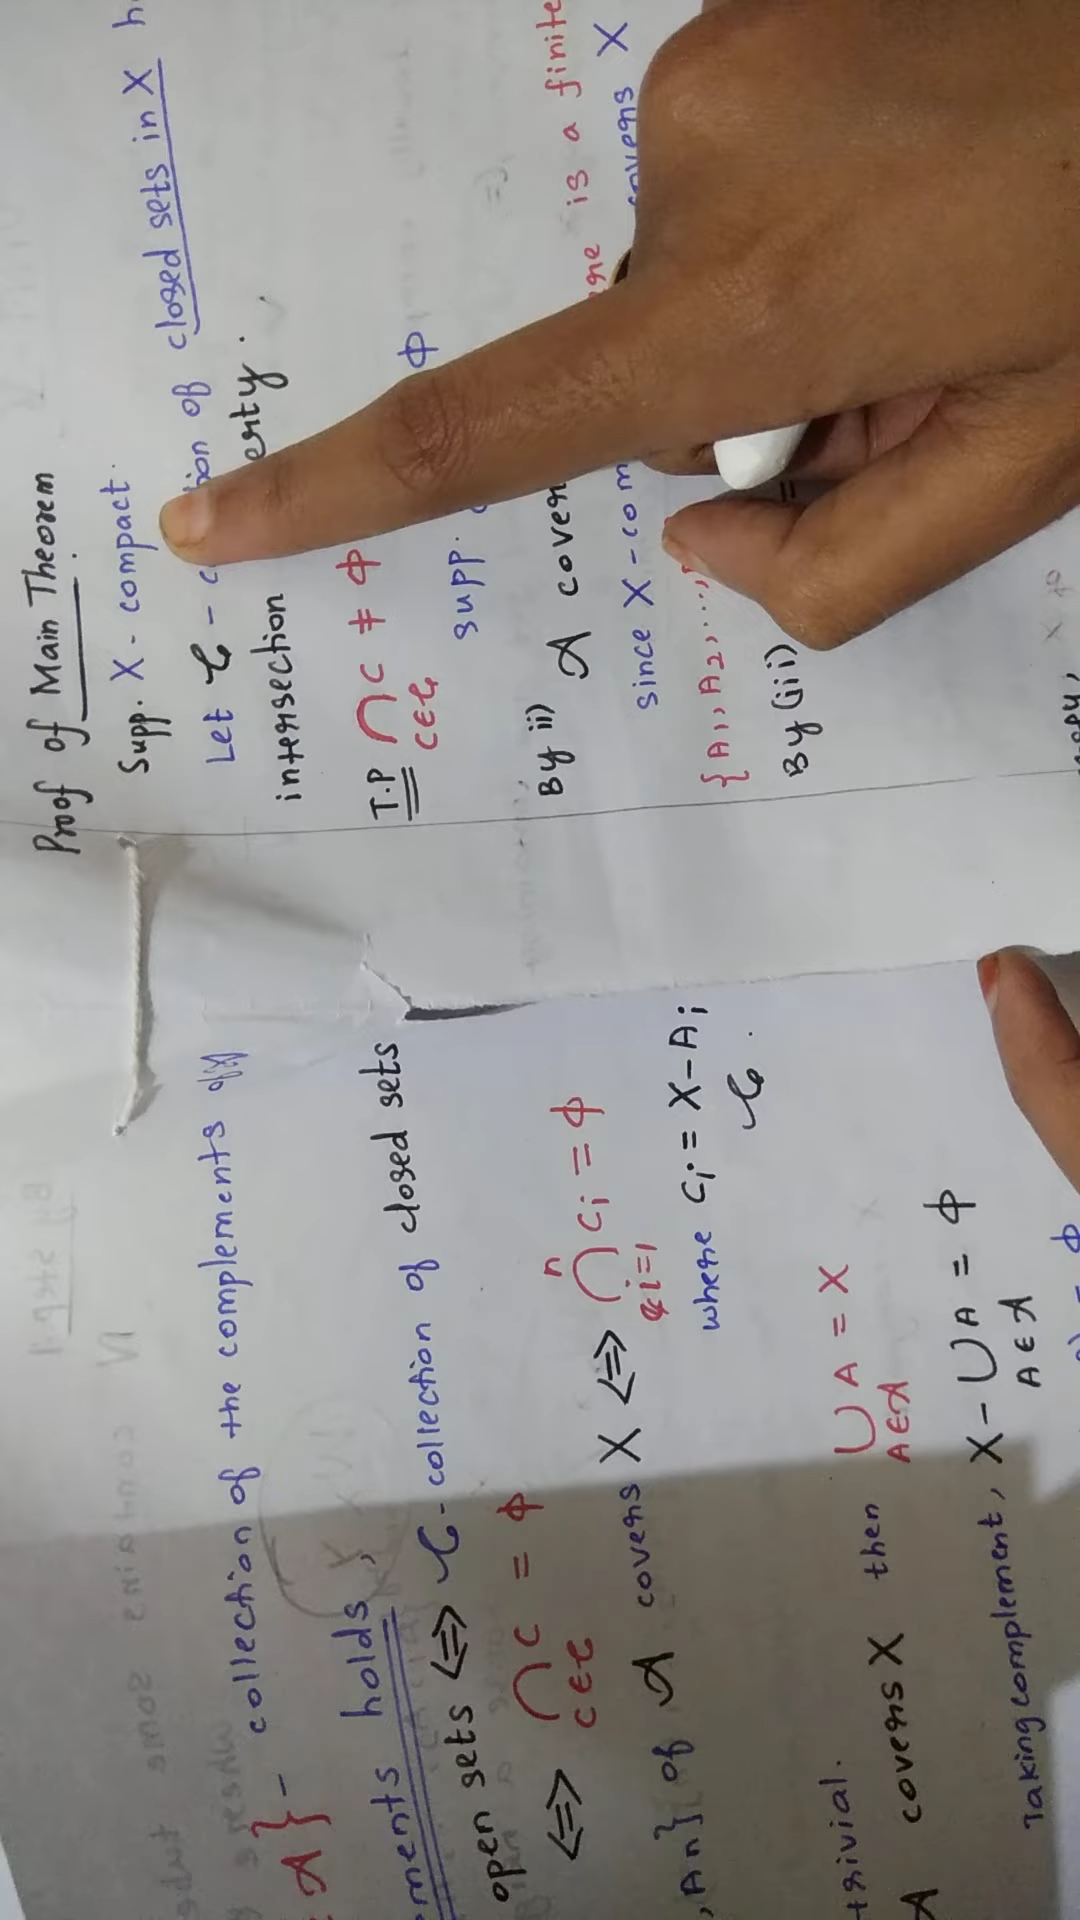 A} - collection of the complements of
ments holds,
open sets <=> 𝒞 - collection of closed sets
<=> ⋂ C = ϕ
C∈𝒞
, An} of 𝒜 covers X <=> ⋂ Ci = ϕ
n
i=1
where Ci = X - Ai
𝒞.
trivial.
A covers X then ⋃ A = X
A∈𝒜
Taking complement, X - ⋃ A = ϕ
A∈𝒜
Proof of Main Theorem
Supp. X - compact.
Let 𝒞 - of closed sets in X
intersection erty.
T.P ⋂ C ≠ ϕ
C∈𝒞
supp. ϕ
By ii) 𝒜 cover is a finite
since X - com covers X
{A1, A2, ...,
By (iii) =